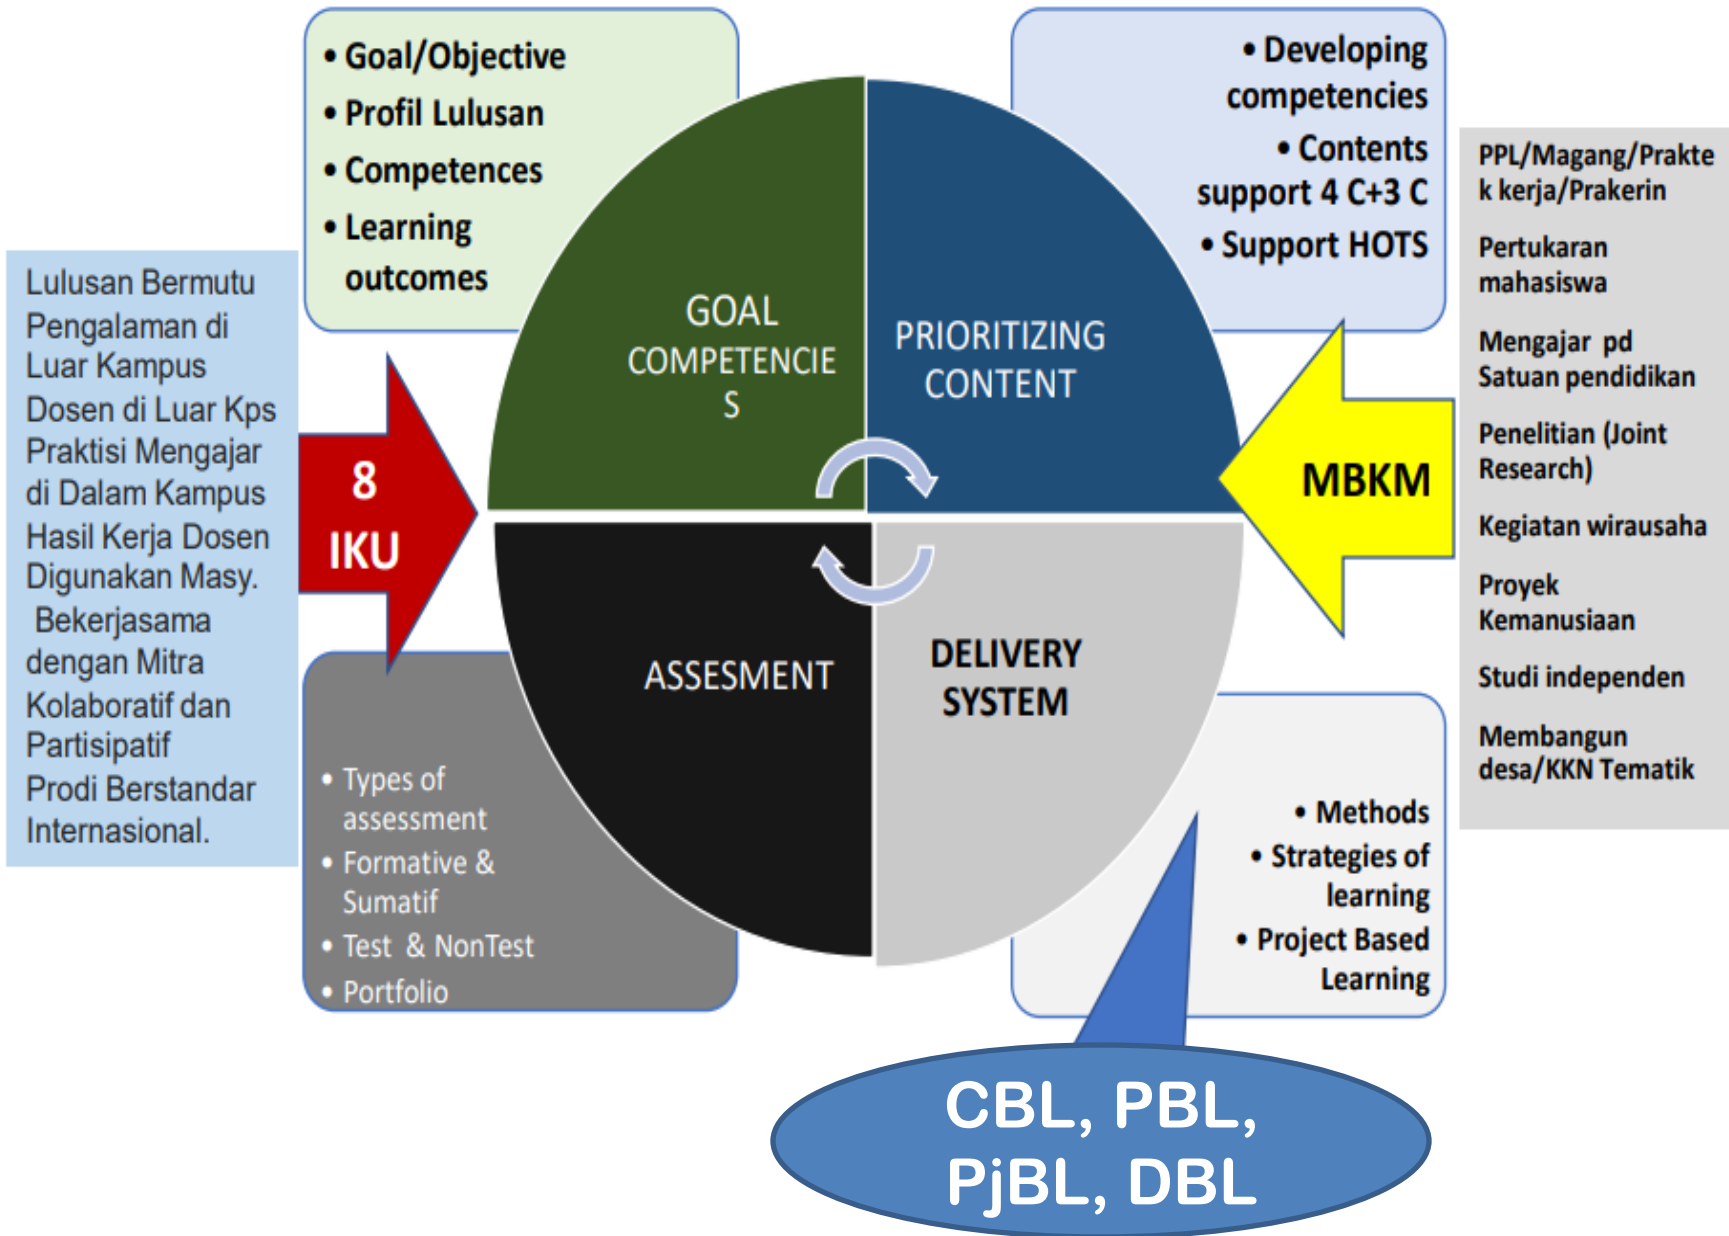 • Goal/Objective
• Profil Lulusan
• Competences
• Learning
outcomes
• Developing
competencies
• Contents
support 4 C+3 C
• Support HOTS
Lulusan Bermutu
Pengalaman di
Luar Kampus
Dosen di Luar Kps
Praktisi Mengajar
di Dalam Kampus
Hasil Kerja Dosen
Digunakan Masy.
Bekerjasama
dengan Mitra
Kolaboratif dan
Partisipatif
Prodi Berstandar
Internasional.
8
IKU
GOAL
COMPETENCIE
S
PRIORITIZING
CONTENT
ASSESMENT
DELIVERY
SYSTEM
MBKM
PPL/Magang/Prakte
k kerja/Prakerin
Pertukaran
mahasiswa
Mengajar pd
Satuan pendidikan
Penelitian (Joint
Research)
Kegiatan wirausaha
Proyek
Kemanusiaan
Studi independen
Membangun
desa/KKN Tematik
• Types of
assessment
• Formative &
Sumatif
• Test & NonTest
• Portfolio
• Methods
• Strategies of
learning
• Project Based
Learning
CBL, PBL,
PjBL, DBL